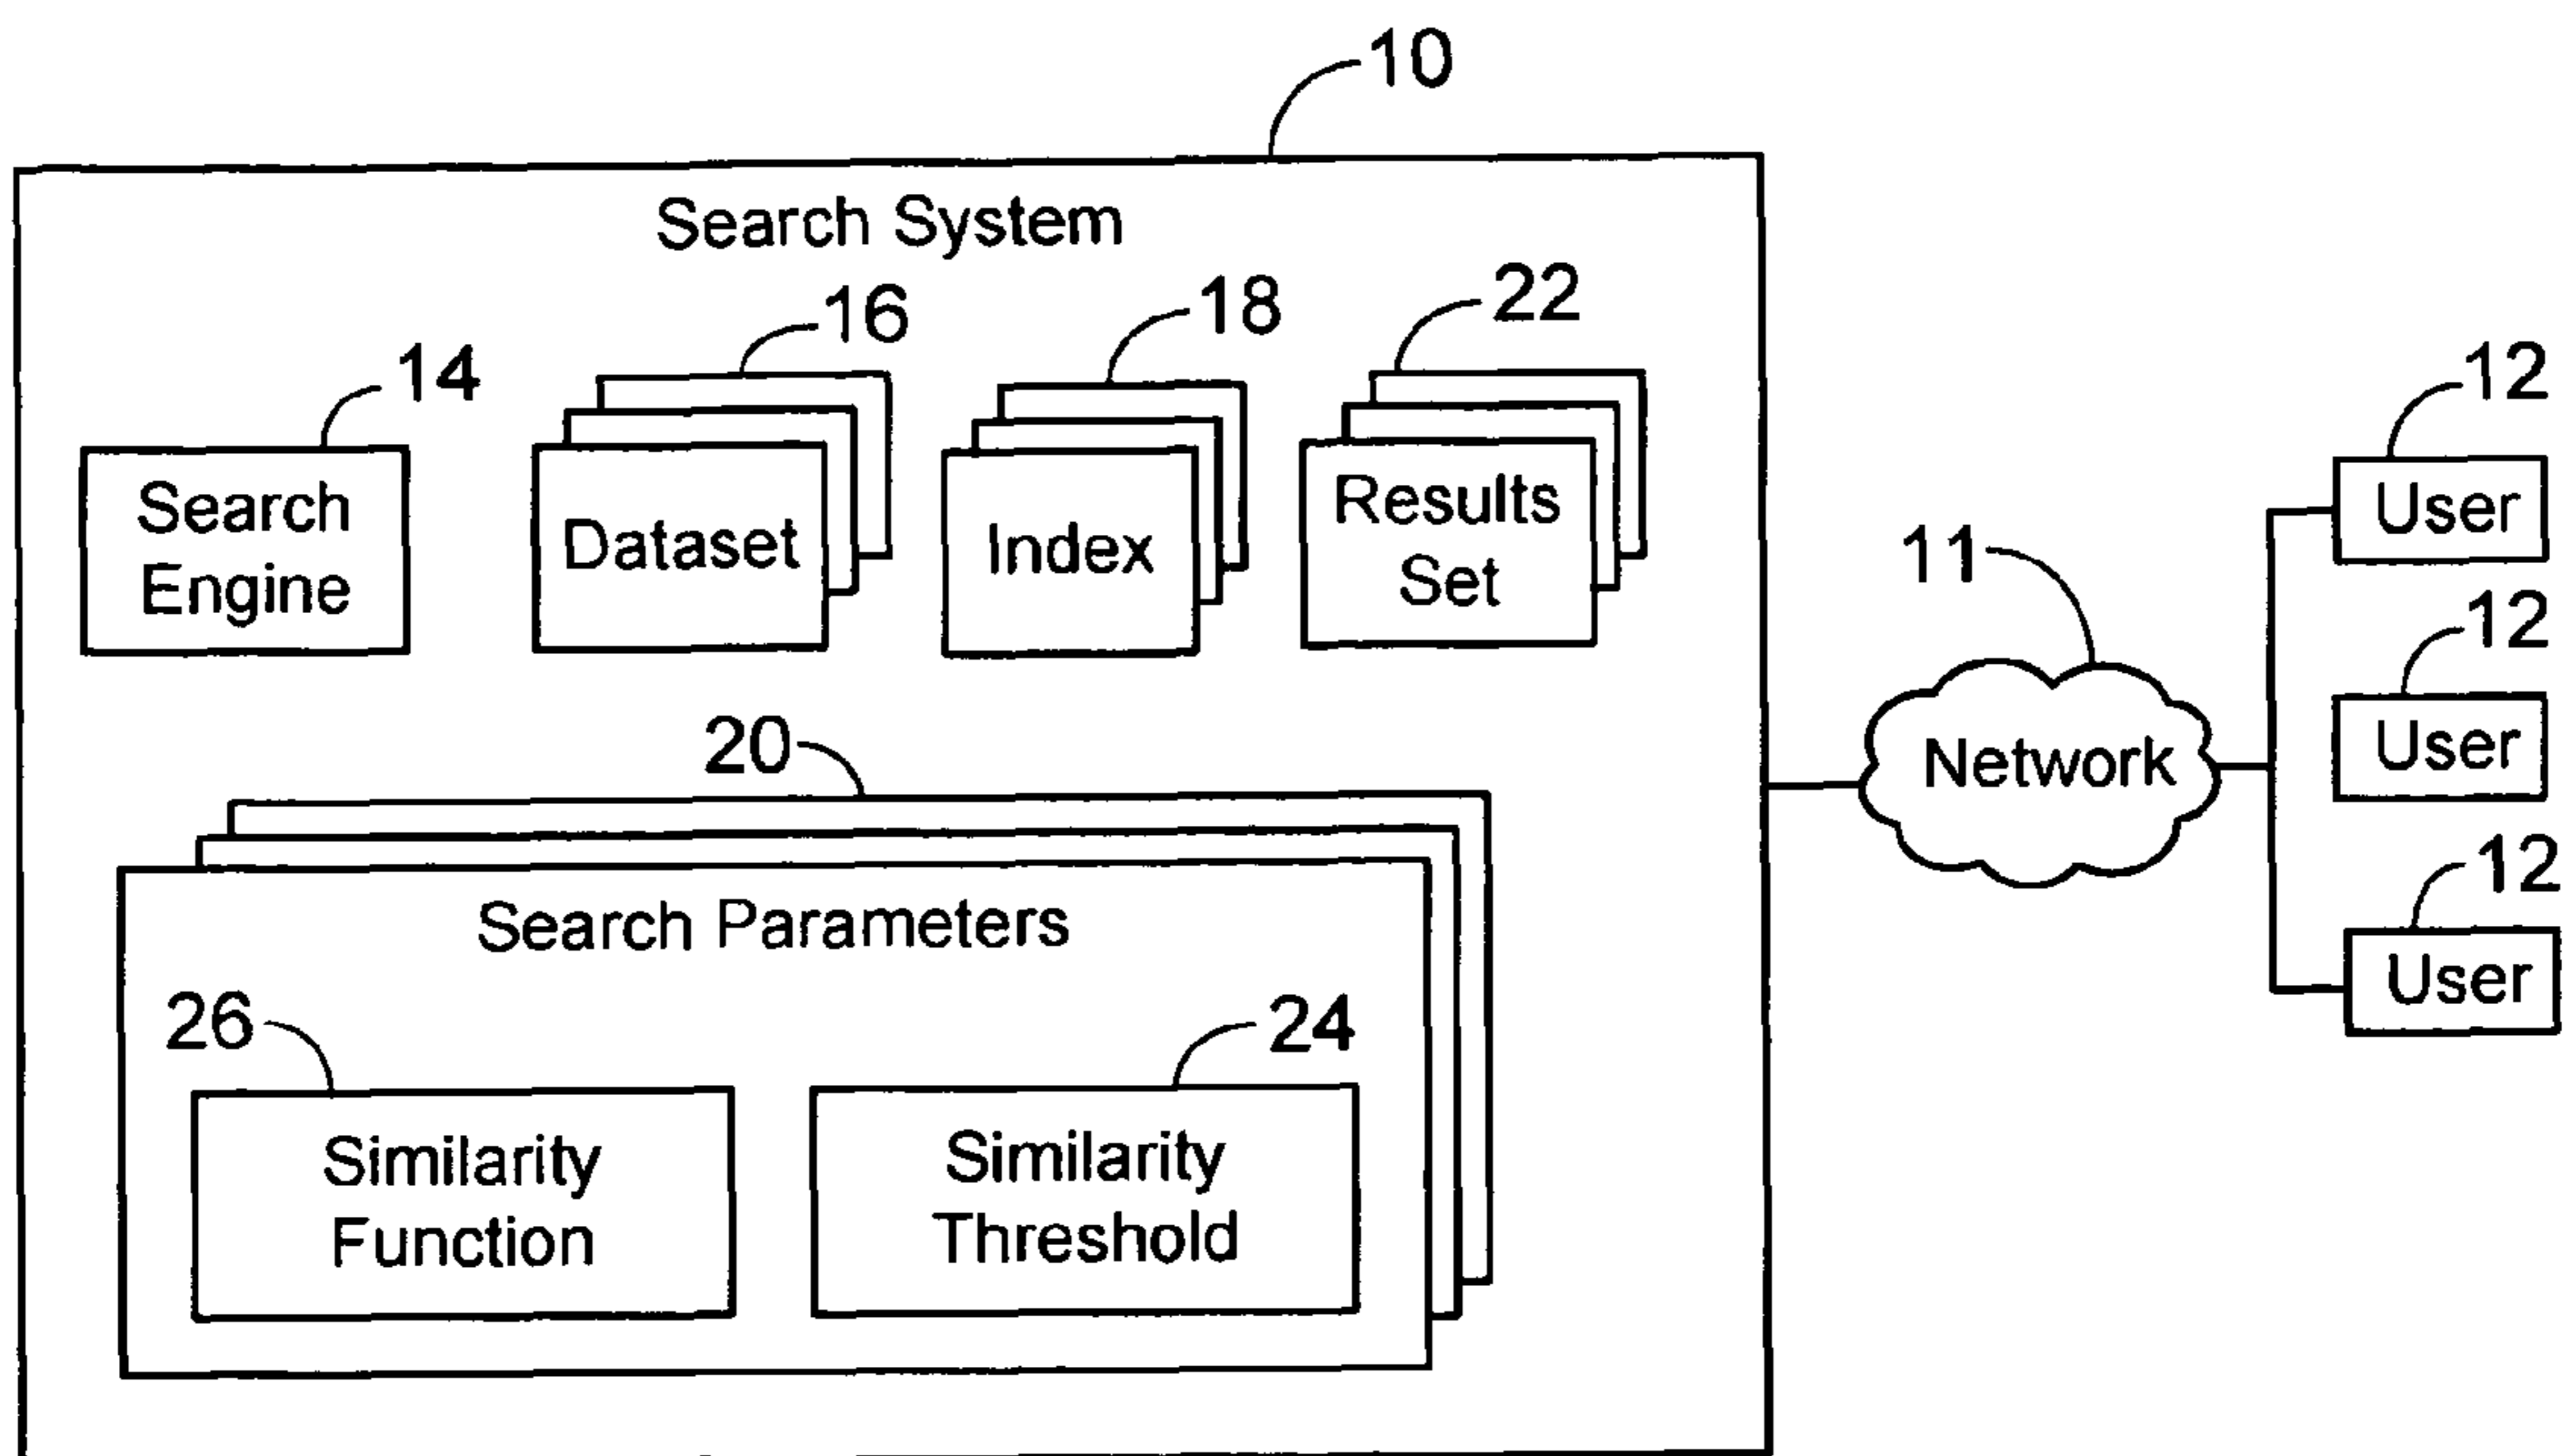 10
Search System
14
16
18
22
Search
Engine
Dataset
Index
Results
Set
20
Search Parameters
26
24
Similarity
Function
Similarity
Threshold
11
Network
12
User
12
User
12
User